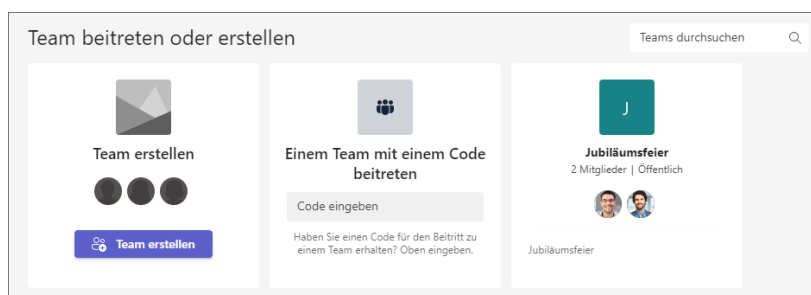 Team beitreten oder erstellen
Teams durchsuchen
Team erstellen
Team erstellen
Einem Team mit einem Code
beitreten
Code eingeben
Haben Sie einen Code für den Beitritt zu
einem Team erhalten? Oben eingeben.
J
Jubiläumsfeier
2 Mitglieder | Öffentlich
Jubiläumsfeier